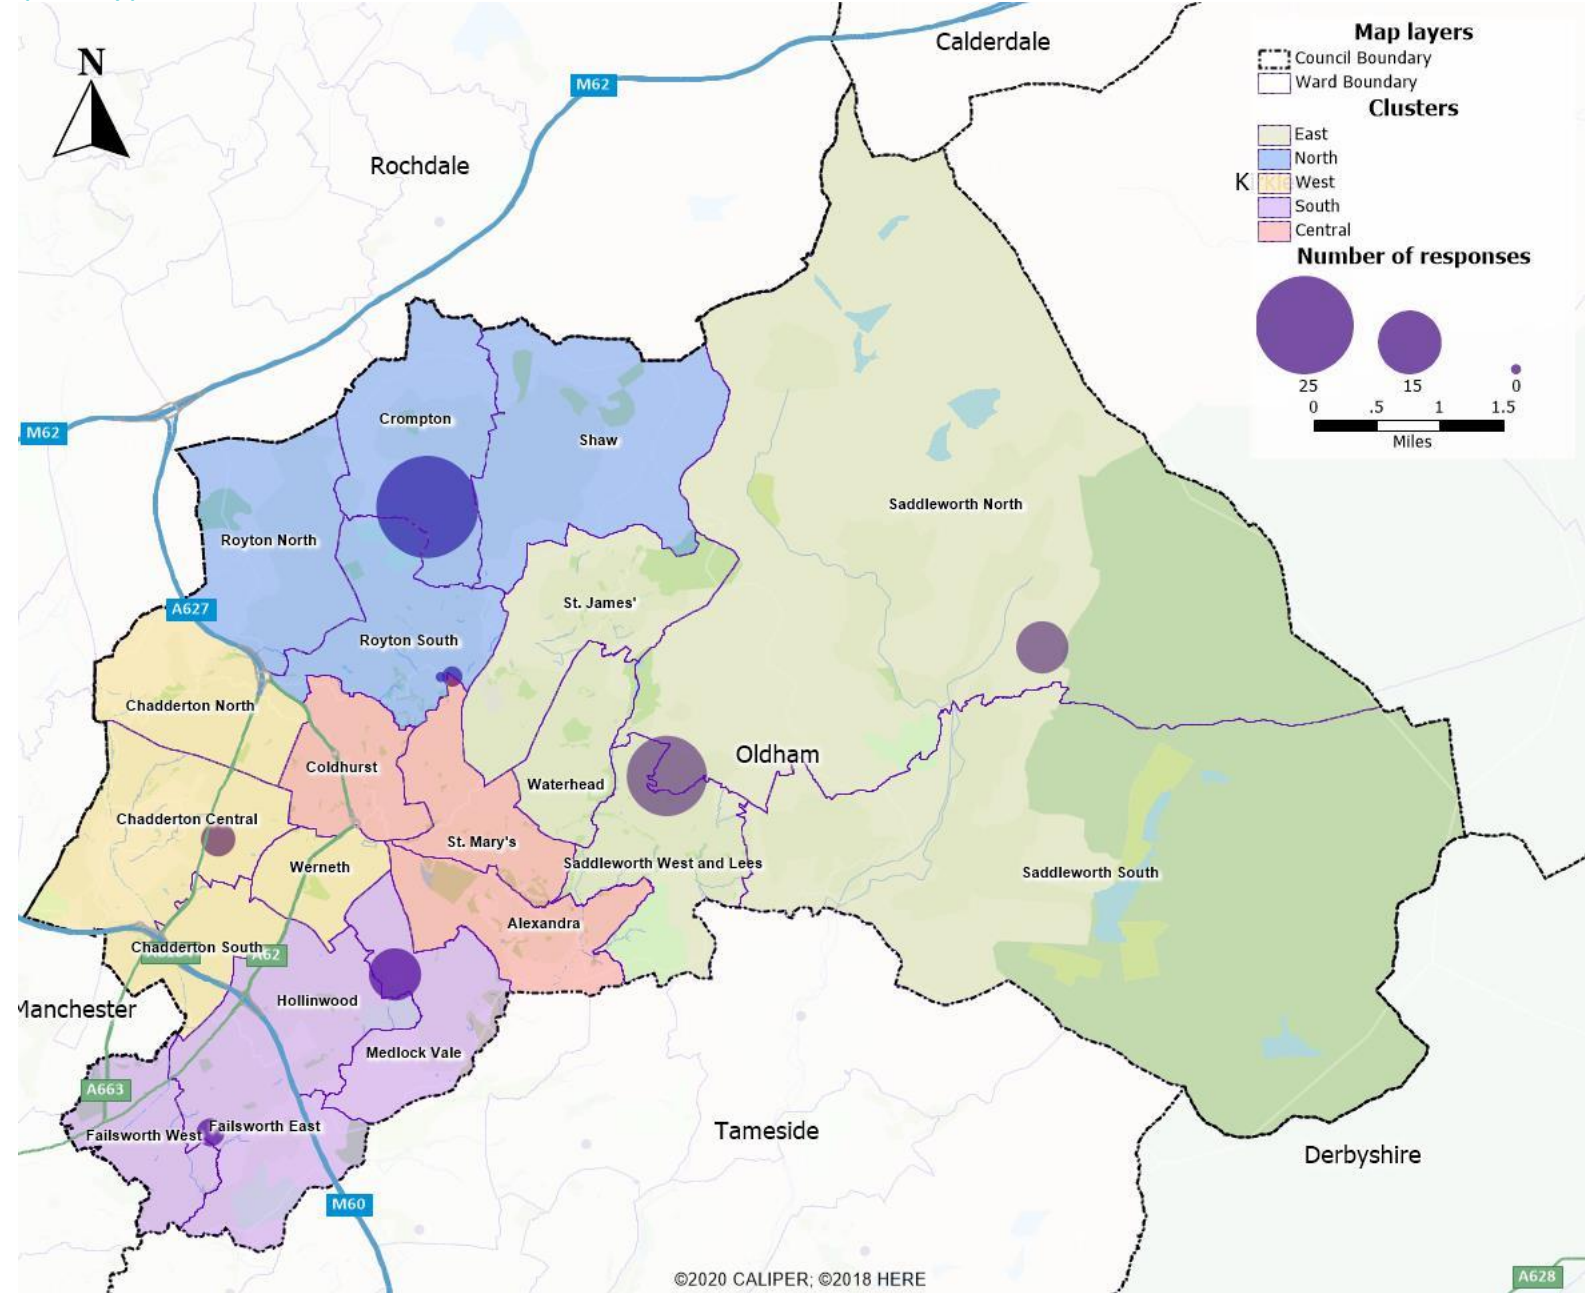 N
Calderdale
M62
Rochdale
Map layers
Council Boundary
Ward Boundary
Clusters
East
North
West
South
Central
Number of responses
25
15
0
0
.5
1
1.5
Miles
Crompton
Shaw
M62
Saddleworth North
Royton North
A627
St. James'
Royton South
Chadderton North
Oldham
Coldhurst
Waterhead
Chadderton Central
St. Mary's
Werneth
Saddleworth West and Lees
Saddleworth South
Alexandra
Chadderton South
A62
Hollinwood
Manchester
Medlock Vale
A663
Failsworth West
Failsworth East
Tameside
Derbyshire
M60
©2020 CALIPER; ©2018 HERE
A628